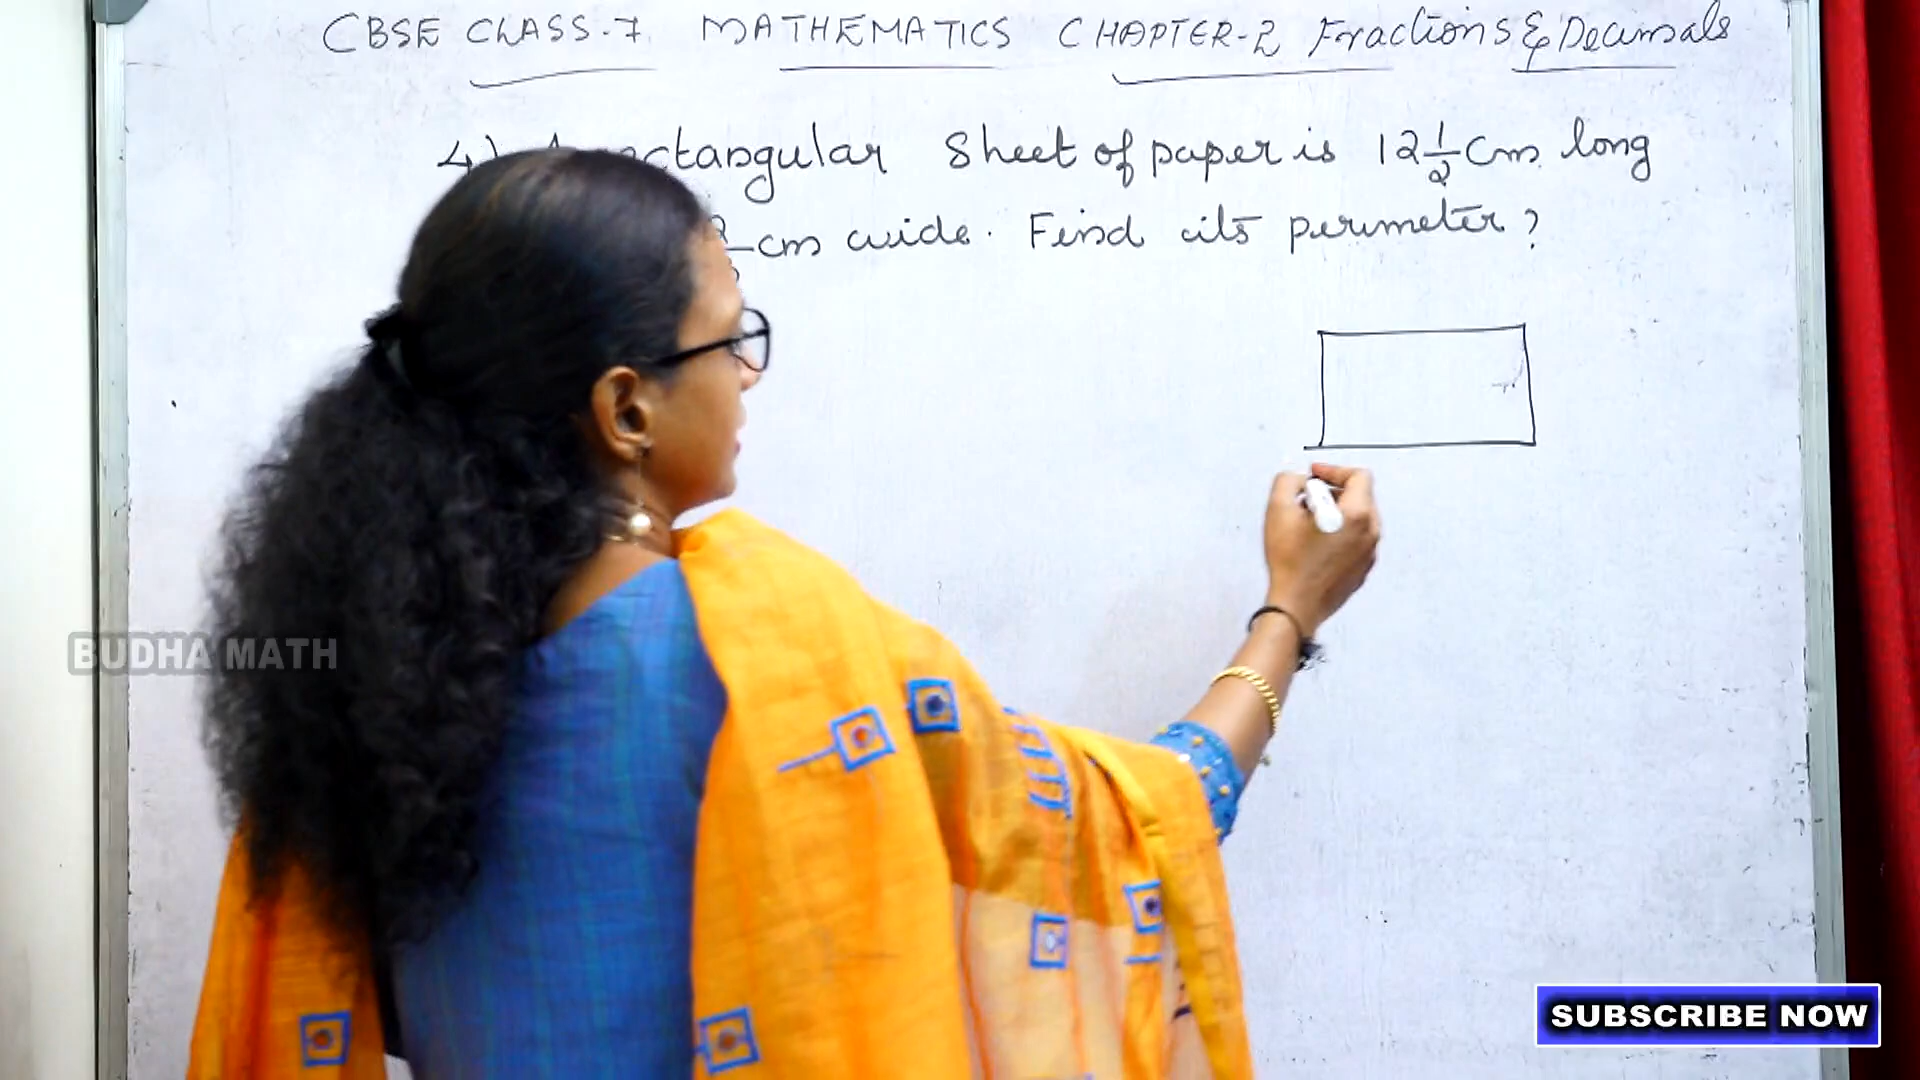 CBSE CLASS-7 MATHEMATICS CHAPTER-2 Fractions & Decimals
4) A rectangular Sheet of paper is 12 1/2 cm long
cm wide. Find its perimeter?
BUDHA MATH
SUBSCRIBE NOW